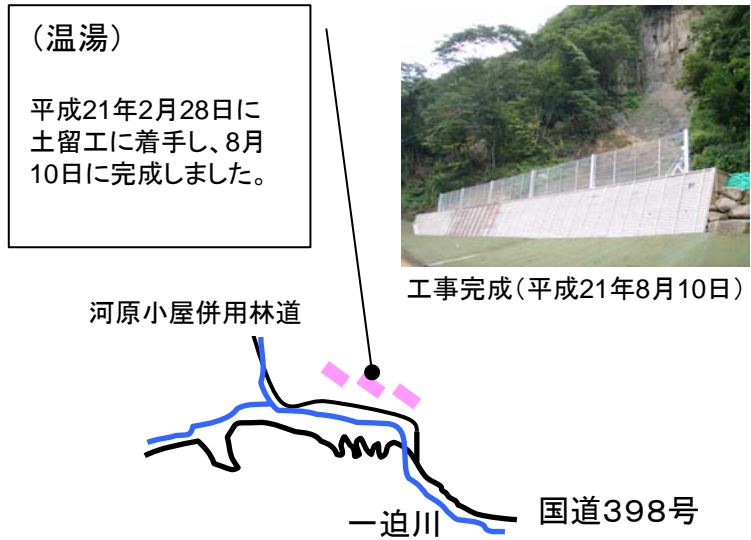 （温湯）
平成21年2月28日に
土留工に着手し、8月
10日に完成しました。
工事完成（平成21年8月10日）
河原小屋併用林道
国道398号
一迫川